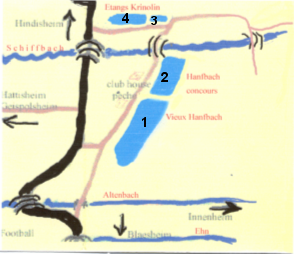 Etangs Krinolin
4
3
Hindisheim
Schiffbach
club house
pêche
2
Hanfbach
concours
Hattisheim
1
Vieux Hanfbach
Altenbach
Innenheim
Football
Blaesheim
Ehn